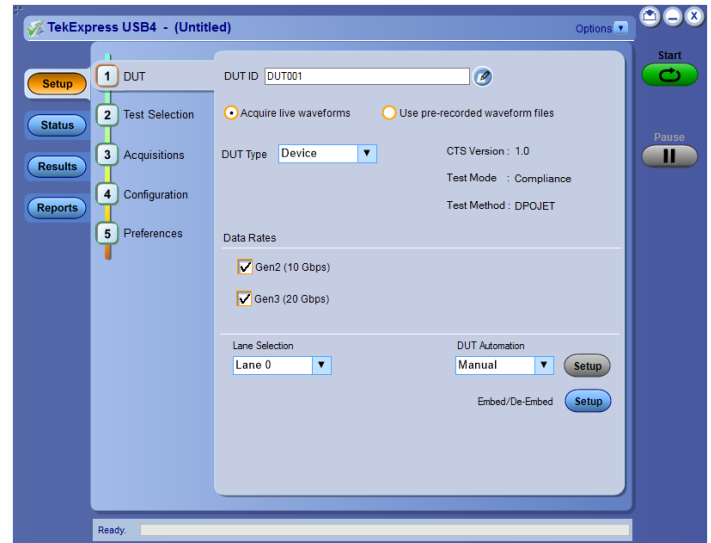 TekExpress USB4 - (Untitled)
Options
Start
Pause
Setup
Status
Results
Reports
1 DUT
2 Test Selection
3 Acquisitions
4 Configuration
5 Preferences
DUT ID DUT001
Acquire live waveforms
Use pre-recorded waveform files
DUT Type Device
CTS Version : 1.0
Test Mode : Compliance
Test Method : DPOJET
Data Rates
Gen2 (10 Gbps)
Gen3 (20 Gbps)
Lane Selection
DUT Automation
Lane 0
Manual
Setup
Embed/De-Embed
Setup
Ready.